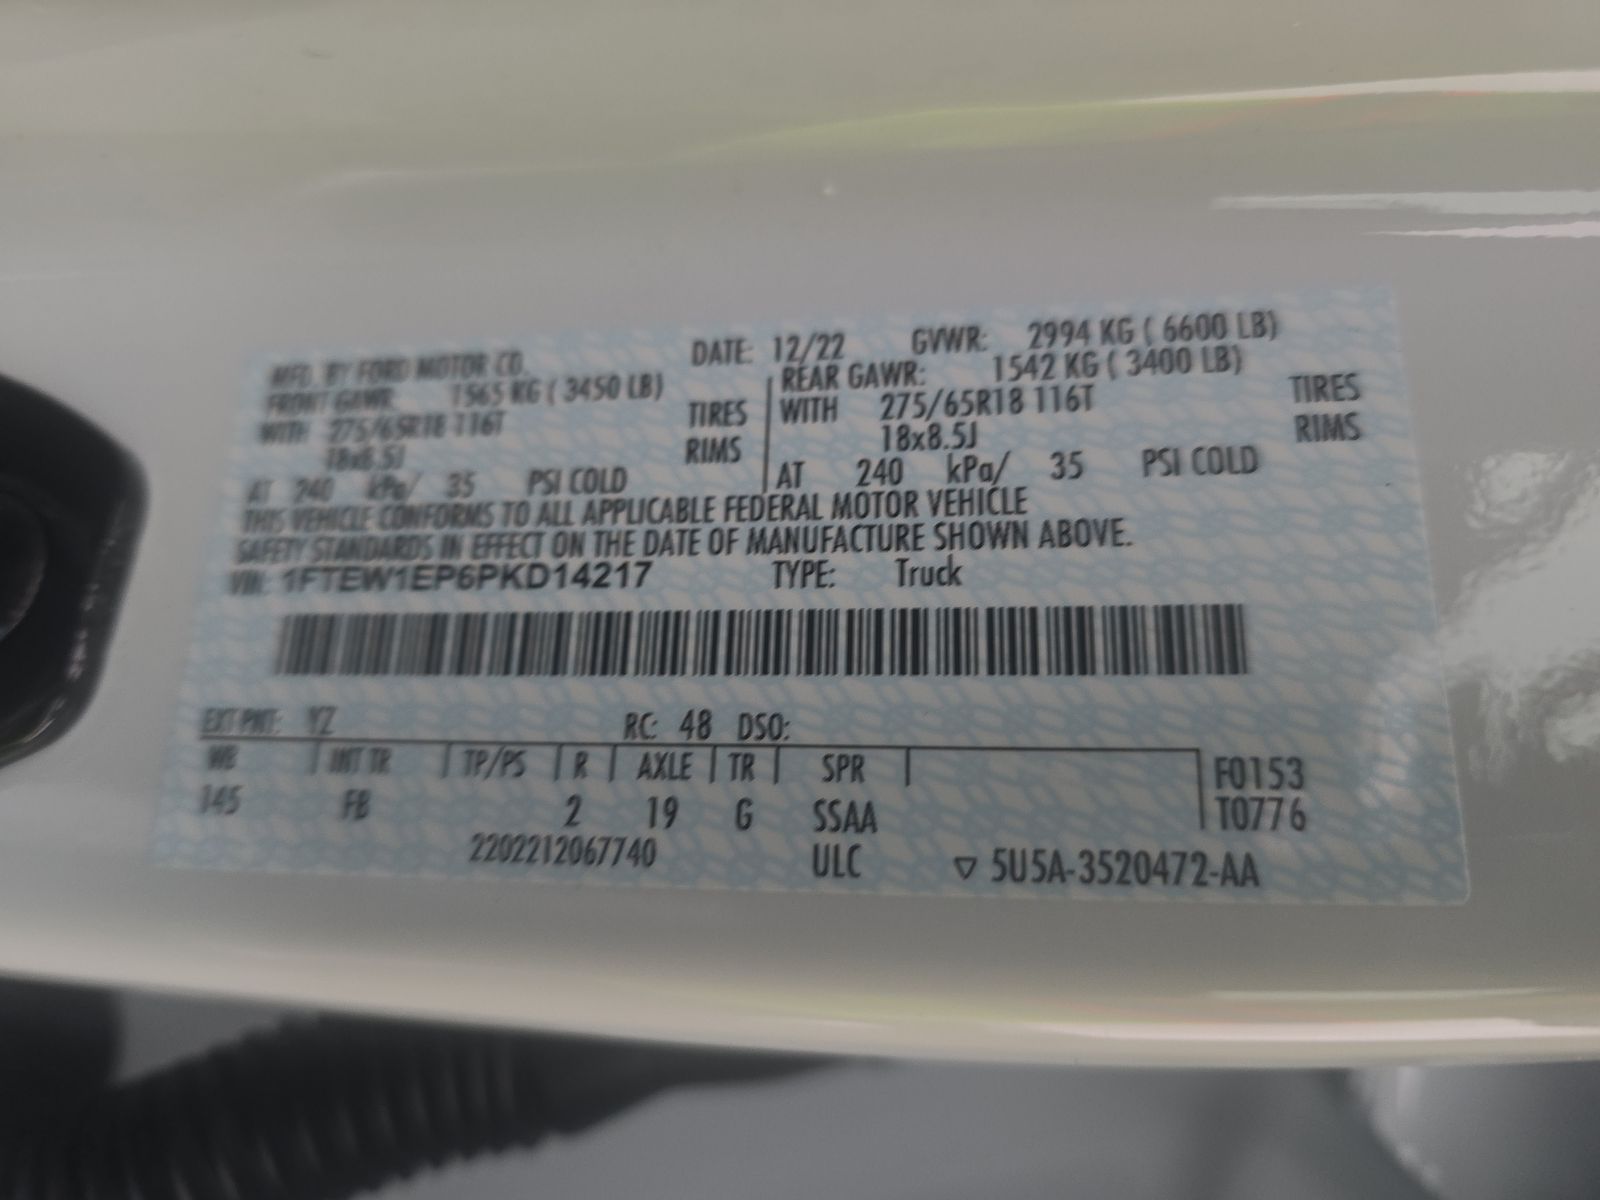 MFD. BY FORD MOTOR CO. DATE: 12/22 GVWR: 2994 KG ( 6600 LB)
FRONT GAWR: 1565 KG ( 3450 LB) REAR GAWR: 1542 KG ( 3400 LB)
WITH 275/65R18 116T TIRES WITH 275/65R18 116T TIRES
18x8.5J RIMS 18x8.5J RIMS
AT 240 kPa/ 35 PSI COLD AT 240 kPa/ 35 PSI COLD
THIS VEHICLE CONFORMS TO ALL APPLICABLE FEDERAL MOTOR VEHICLE
SAFETY STANDARDS IN EFFECT ON THE DATE OF MANUFACTURE SHOWN ABOVE.
VIN: 1FTEW1EP6PKD14217 TYPE: Truck
EXT PNT: YZ RC: 48 DSO:
WB INT TR TP/PS R AXLE TR SPR F0153
145 FB 2 19 G SSAA T0776
2202212067740 ULC ▽ 5U5A-3520472-AA